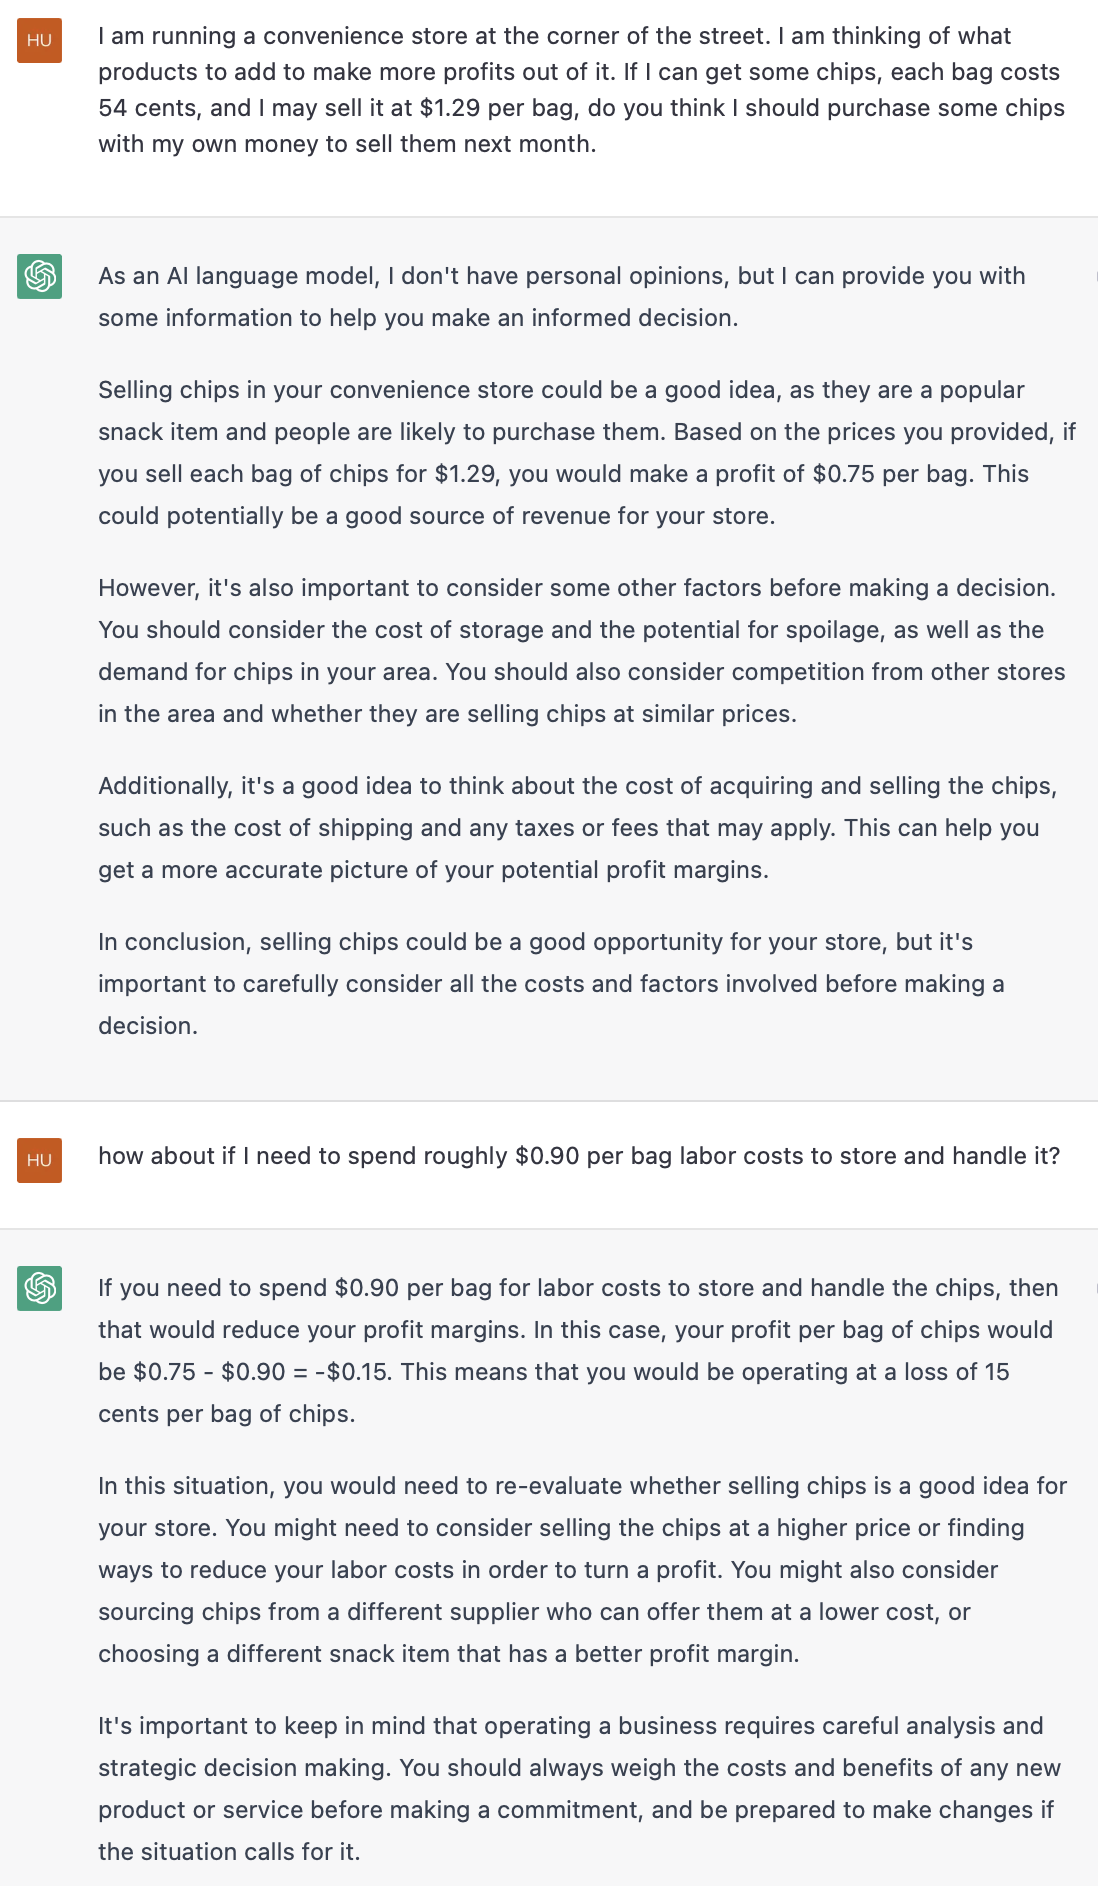 HU
I am running a convenience store at the corner of the street. I am thinking of what
products to add to make more profits out of it. If I can get some chips, each bag costs
54 cents, and I may sell it at $1.29 per bag, do you think I should purchase some chips
with my own money to sell them next month.
As an AI language model, I don't have personal opinions, but I can provide you with
some information to help you make an informed decision.
Selling chips in your convenience store could be a good idea, as they are a popular
snack item and people are likely to purchase them. Based on the prices you provided, if
you sell each bag of chips for $1.29, you would make a profit of $0.75 per bag. This
could potentially be a good source of revenue for your store.
However, it's also important to consider some other factors before making a decision.
You should consider the cost of storage and the potential for spoilage, as well as the
demand for chips in your area. You should also consider competition from other stores
in the area and whether they are selling chips at similar prices.
Additionally, it's a good idea to think about the cost of acquiring and selling the chips,
such as the cost of shipping and any taxes or fees that may apply. This can help you
get a more accurate picture of your potential profit margins.
In conclusion, selling chips could be a good opportunity for your store, but it's
important to carefully consider all the costs and factors involved before making a
decision.
HU
how about if I need to spend roughly $0.90 per bag labor costs to store and handle it?
If you need to spend $0.90 per bag for labor costs to store and handle the chips, then
that would reduce your profit margins. In this case, your profit per bag of chips would
be $0.75 - $0.90 = -$0.15. This means that you would be operating at a loss of 15
cents per bag of chips.
In this situation, you would need to re-evaluate whether selling chips is a good idea for
your store. You might need to consider selling the chips at a higher price or finding
ways to reduce your labor costs in order to turn a profit. You might also consider
sourcing chips from a different supplier who can offer them at a lower cost, or
choosing a different snack item that has a better profit margin.
It's important to keep in mind that operating a business requires careful analysis and
strategic decision making. You should always weigh the costs and benefits of any new
product or service before making a commitment, and be prepared to make changes if
the situation calls for it.